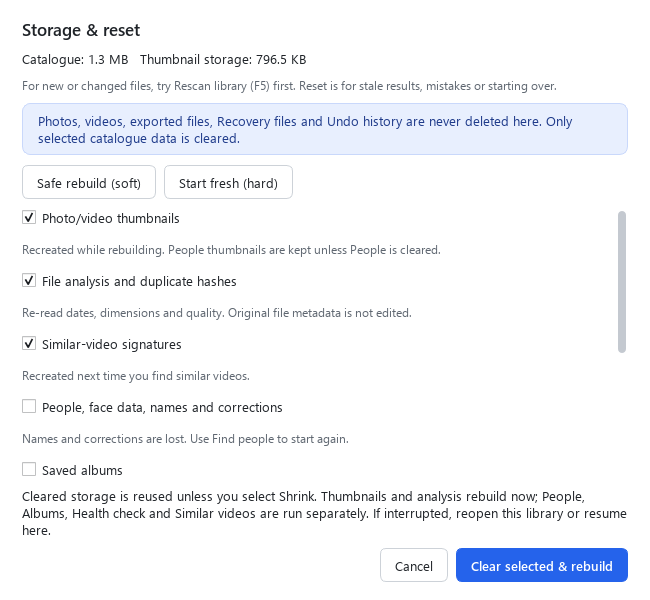 Storage & reset
Catalogue: 1.3 MB   Thumbnail storage: 796.5 KB
For new or changed files, try Rescan library (F5) first. Reset is for stale results, mistakes or starting over.
Photos, videos, exported files, Recovery files and Undo history are never deleted here. Only
selected catalogue data is cleared.
Safe rebuild (soft)   Start fresh (hard)
Photo/video thumbnails
Recreated while rebuilding. People thumbnails are kept unless People is cleared.
File analysis and duplicate hashes
Re-read dates, dimensions and quality. Original file metadata is not edited.
Similar-video signatures
Recreated next time you find similar videos.
People, face data, names and corrections
Names and corrections are lost. Use Find people to start again.
Saved albums
Cleared storage is reused unless you select Shrink. Thumbnails and analysis rebuild now; People,
Albums, Health check and Similar videos are run separately. If interrupted, reopen this library or resume
here.
Cancel   Clear selected & rebuild